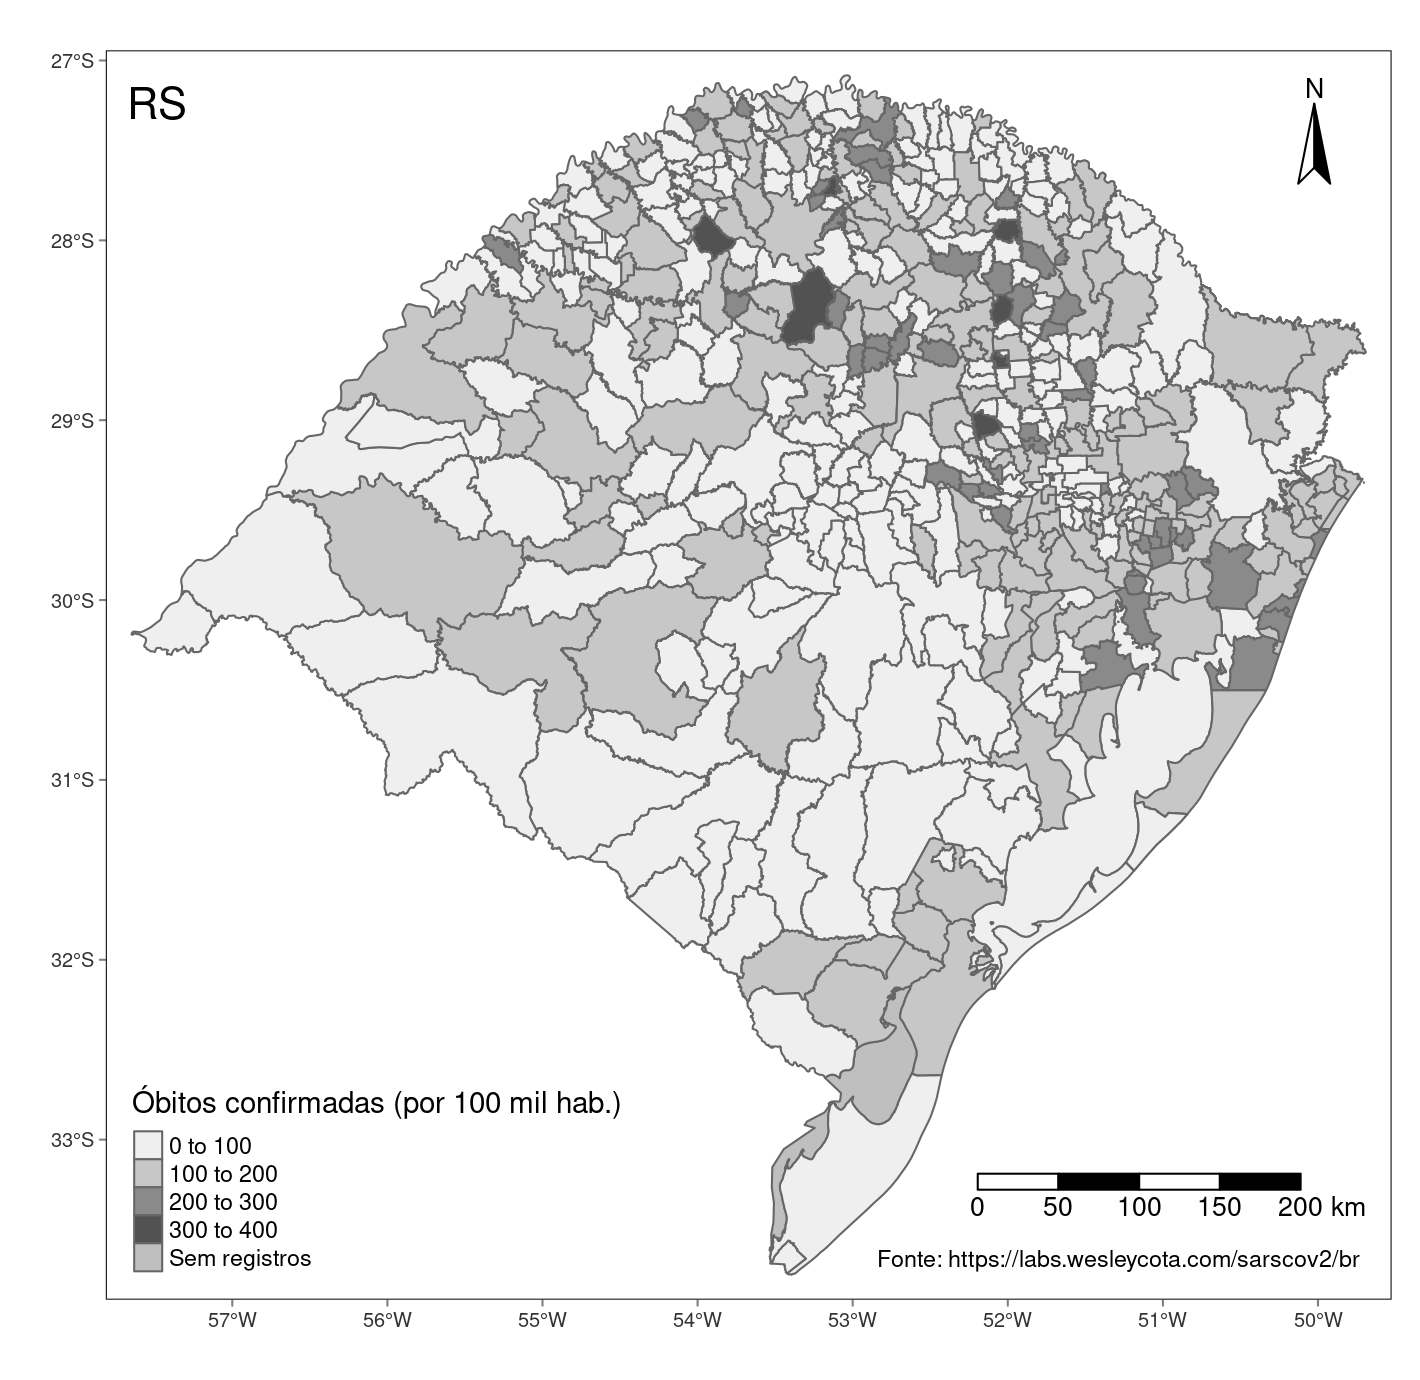 27°S
RS
N
28°S
29°S
30°S
31°S
32°S
33°S
Óbitos confirmadas (por 100 mil hab.)
0 to 100
100 to 200
200 to 300
300 to 400
Sem registros
0 50 100 150 200 km
Fonte: https://labs.wesleycota.com/sarscov2/br
57°W 56°W 55°W 54°W 53°W 52°W 51°W 50°W